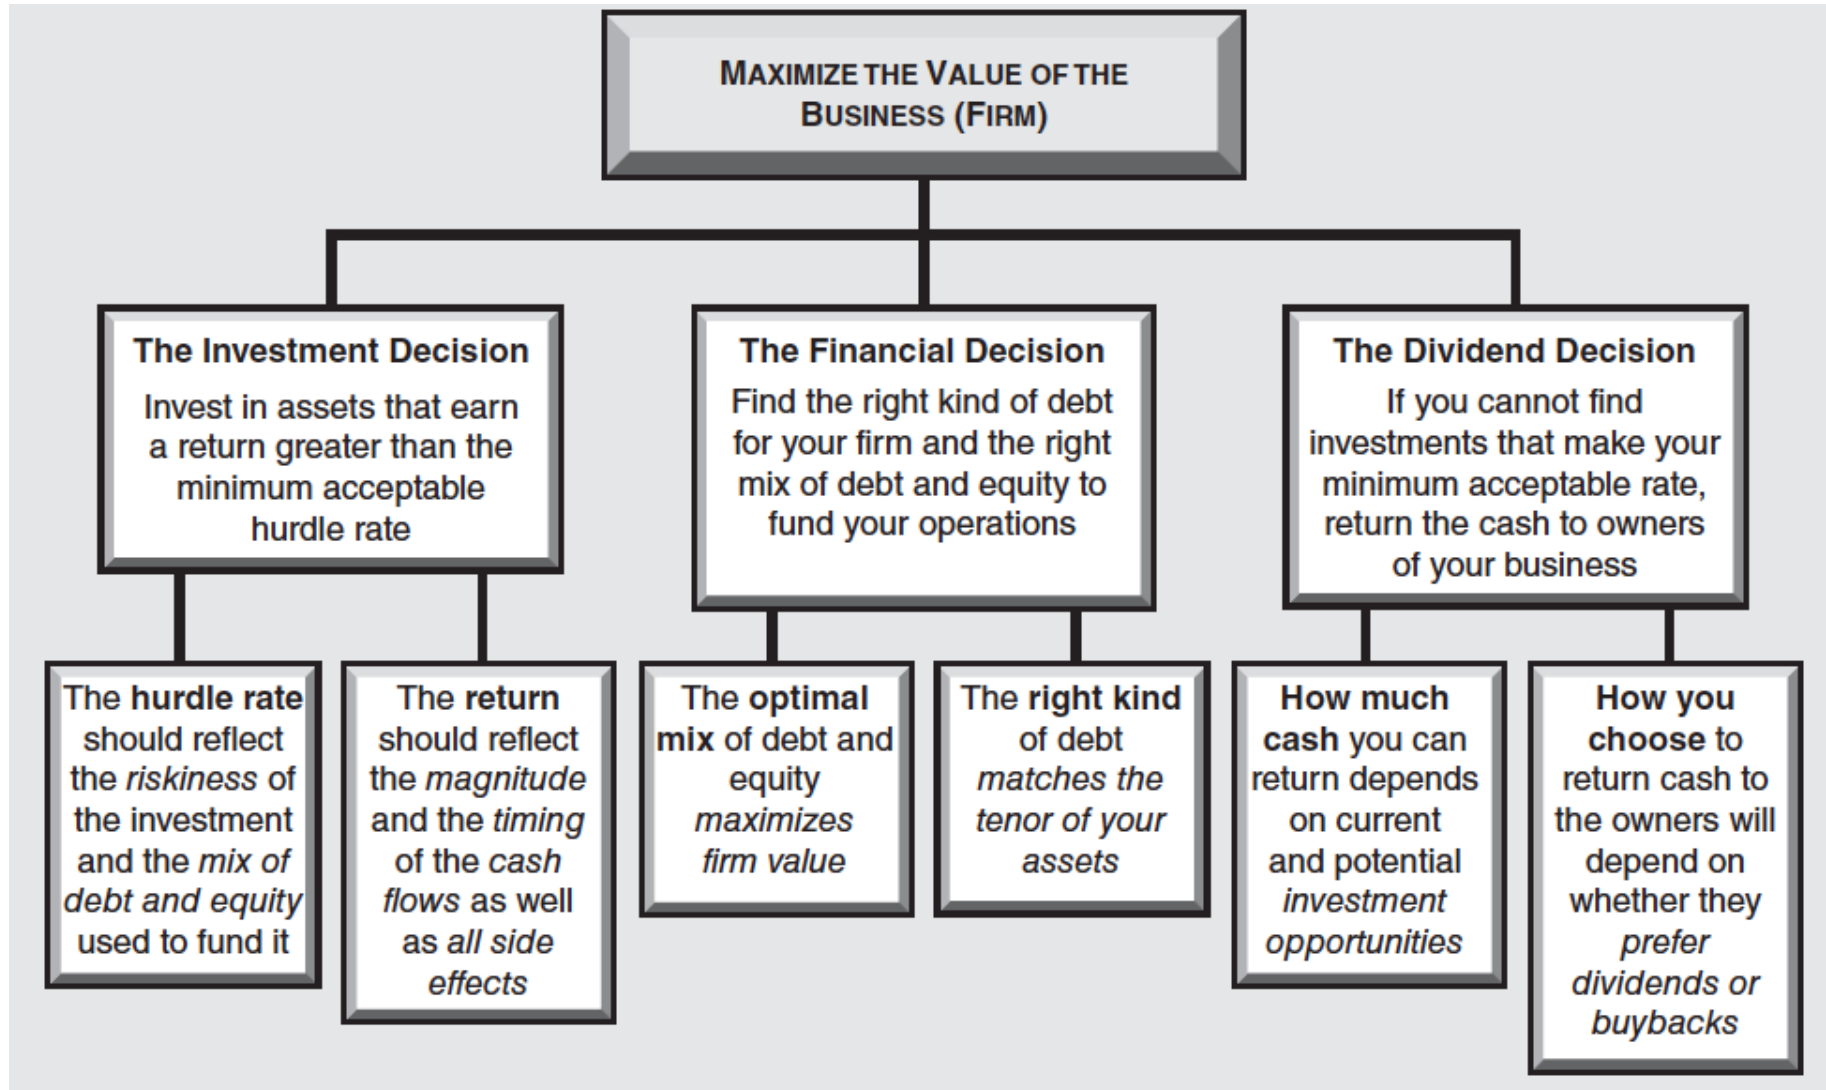 MAXIMIZE THE VALUE OF THE
BUSINESS (FIRM)
The Investment Decision
Invest in assets that earn
a return greater than the
minimum acceptable
hurdle rate
The Financial Decision
Find the right kind of debt
for your firm and the right
mix of debt and equity to
fund your operations
The Dividend Decision
If you cannot find
investments that make your
minimum acceptable rate,
return the cash to owners
of your business
The hurdle rate
should reflect
the riskiness of
the investment
and the mix of
debt and equity
used to fund it
The return
should reflect
the magnitude
and the timing
of the cash
flows as well
as all side
effects
The optimal
mix of debt and
equity
maximizes
firm value
The right kind
of debt
matches the
tenor of your
assets
How much
cash you can
return depends
on current
and potential
investment
opportunities
How you
choose to
return cash to
the owners will
depend on
whether they
prefer
dividends or
buybacks